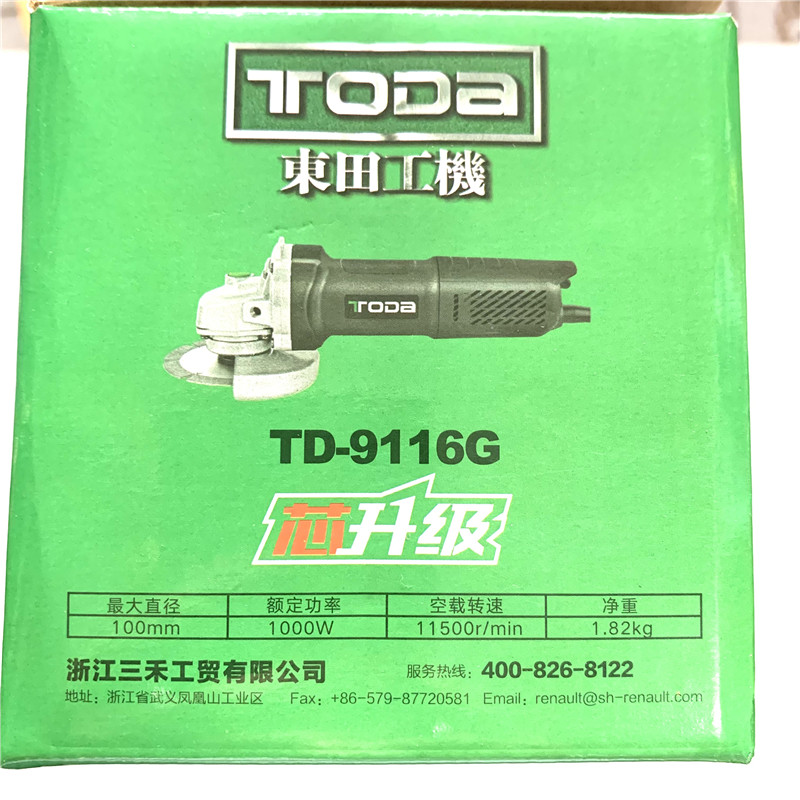 TODA
東田工機
TODA
TD-9116G
芯升级
最大直径 额定功率 空载转速 净重
100mm 1000W 11500r/min 1.82kg
浙江三禾工贸有限公司 服务热线：400-826-8122
地址：浙江省武义凤凰山工业区 Fax：+86-579-87720581 Email：renault@sh-renault.com